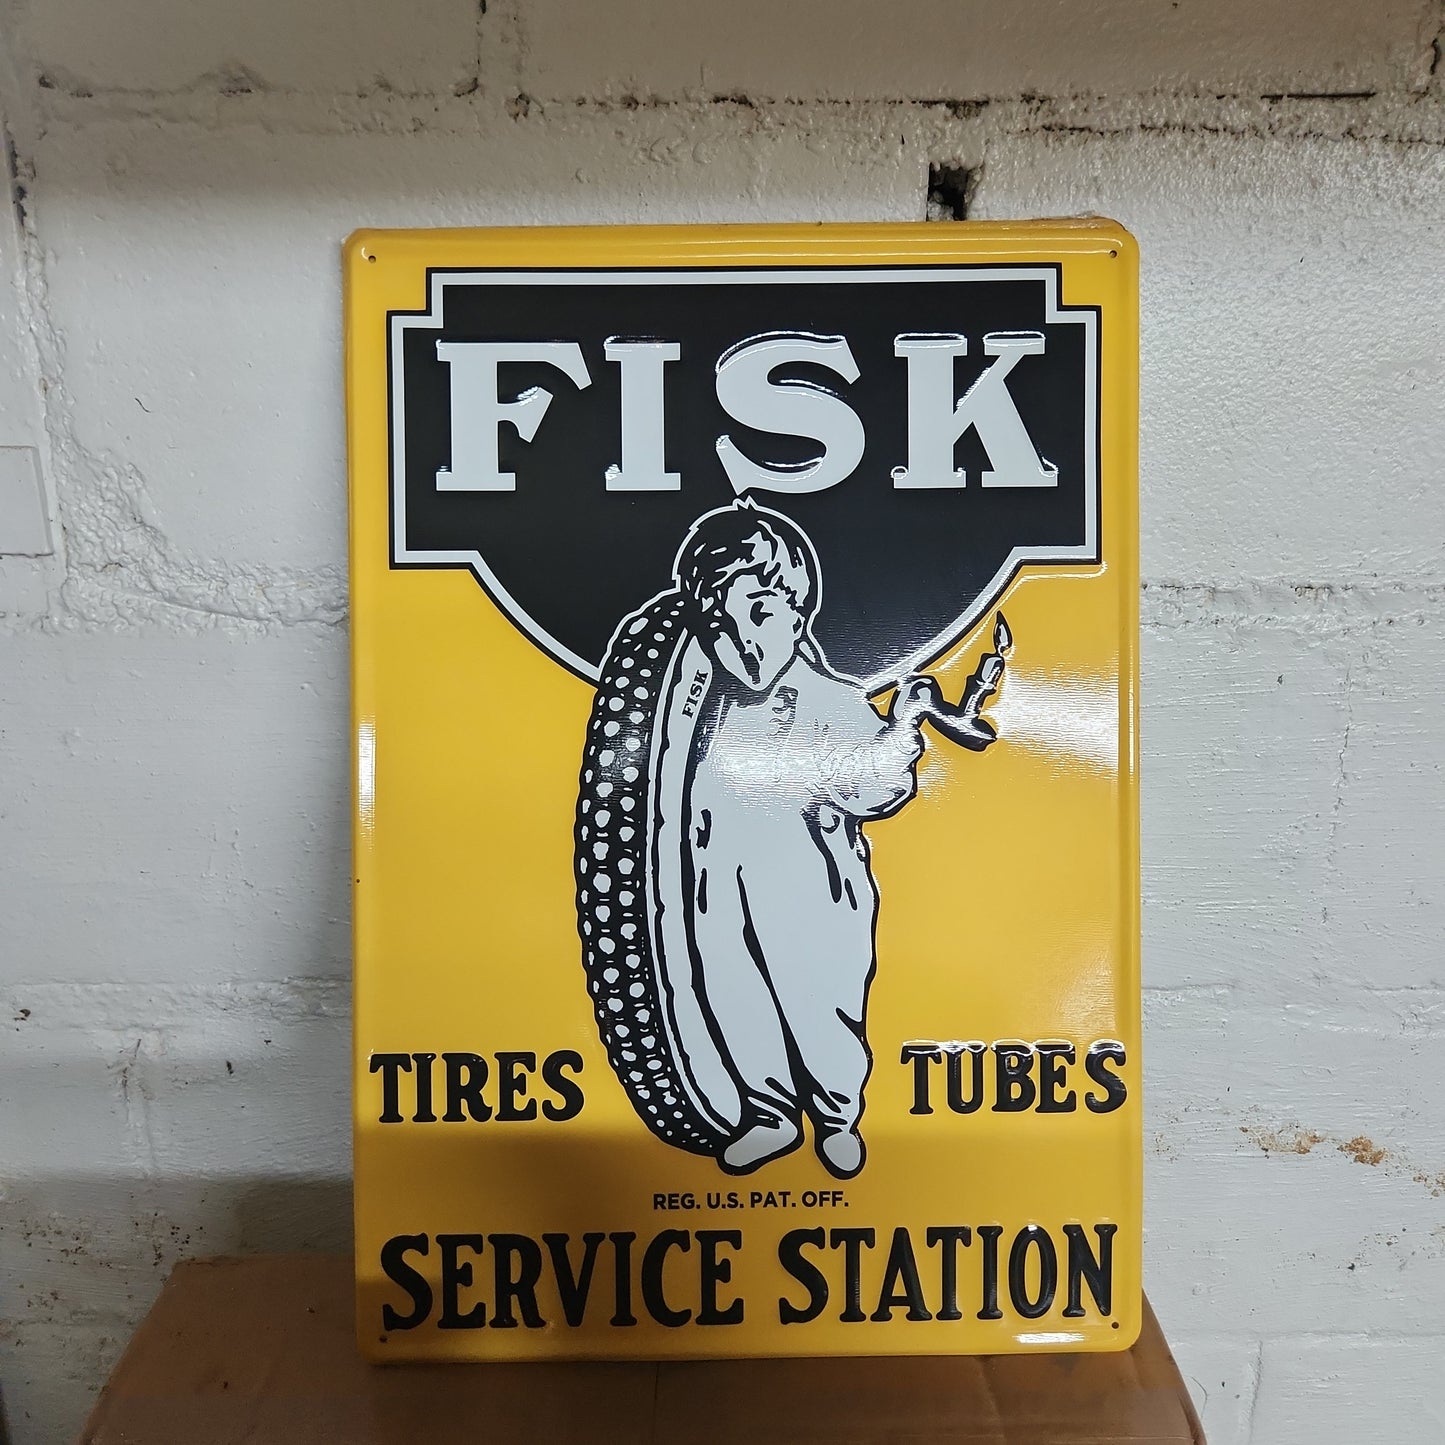 FISK
FISK
TIRES TUBES
REG. U.S. PAT. OFF.
SERVICE STATION